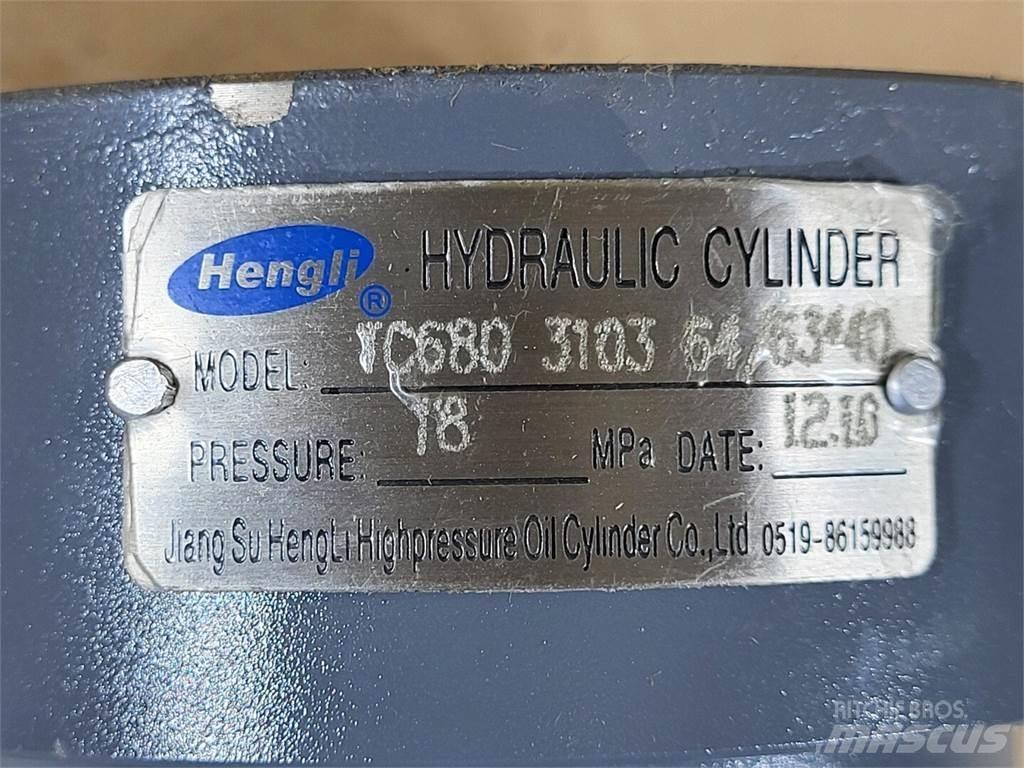 Hengli ® HYDRAULIC CYLINDER
MODEL: TC680 3103 64/63*40
PRESSURE: 18 MPa DATE: 12.10
Jiang Su HengLi Highpressure Oil Cylinder Co.,Ltd 0519-86159988
RITCHIE BROS.
MASCUS